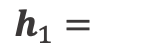 h₁ =